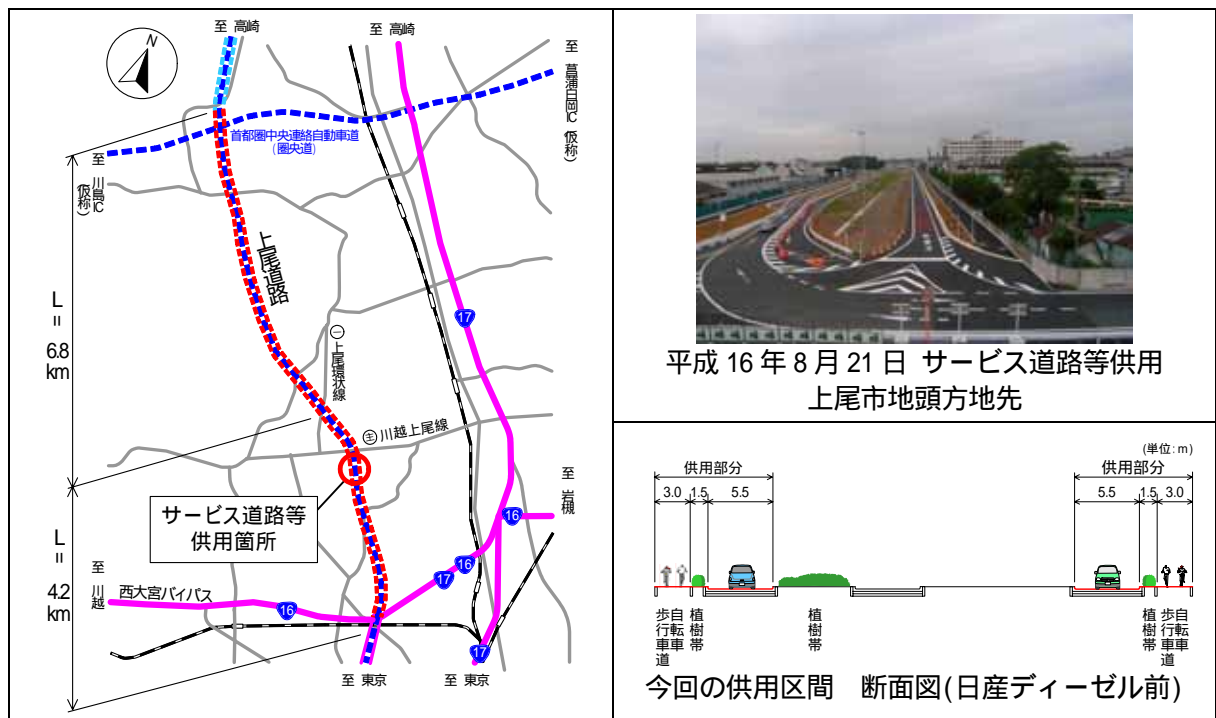 N
至 高崎
至 高崎
至 菖蒲白岡IC (仮称)
首都圏中央連絡自動車道
(圏央道)
至 川島IC (仮称)
上尾道路
L=6.8km
17
㊀上尾環状線
㊤川越上尾線
サービス道路等
供用箇所
至 岩槻
16
16
17
L=4.2km
至 川越
西大宮バイパス
16
17
至 東京
至 東京
平成 16 年 8 月 21 日 サービス道路等供用
上尾市地頭方地先
(単位:m)
供用部分
供用部分
3.0 1.5 5.5
5.5 1.5 3.0
自転車歩行車道
植樹帯
植樹帯
植樹帯
自転車歩行車道
今回の供用区間 断面図(日産ディーゼル前)